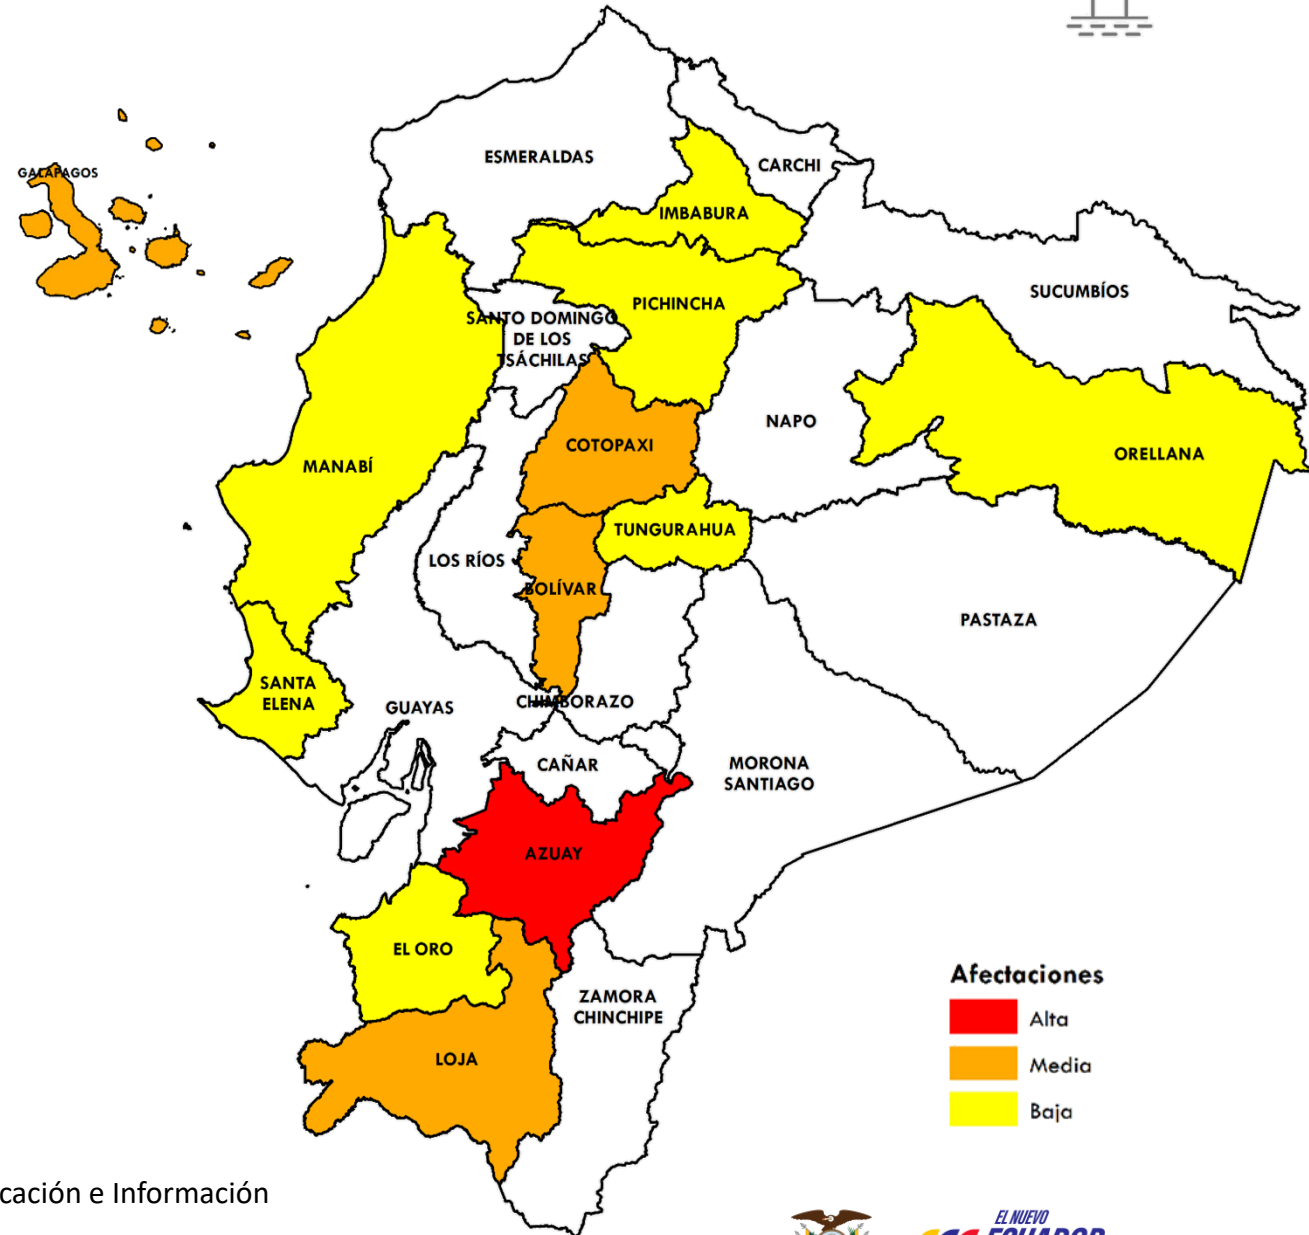 ESMERALDAS
CARCHI
GALÁPAGOS
IMBABURA
SUCUMBÍOS
PICHINCHA
SANTO DOMINGO
DE LOS
TSÁCHILAS
NAPO
COTOPAXI
ORELLANA
MANABÍ
TUNGURAHUA
LOS RÍOS
BOLÍVAR
PASTAZA
SANTA
ELENA
GUAYAS
CHIMBORAZO
CAÑAR
MORONA
SANTIAGO
AZUAY
EL ORO
ZAMORA
CHINCHIPE
LOJA
Afectaciones
Alta
Media
Baja
cación e Información
EL NUEVO
ECUADOR